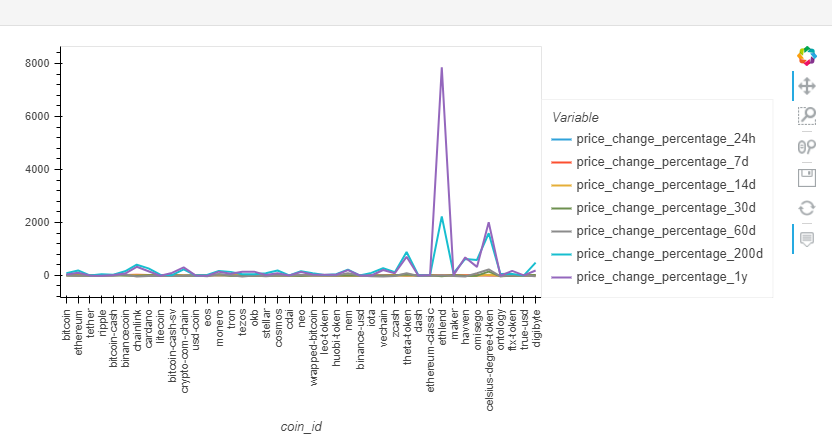 8000
6000
4000
2000
0
bitcoin
ethereum
tether
ripple
bitcoin-cash
binancecoin
chainlink
cardano
litecoin
bitcoin-cash-sv
crypto-com-chain
usd-coin
eos
monero
tron
tezos
okb
stellar
cosmos
cdai
neo
wrapped-bitcoin
leo-token
huobi-token
nem
binance-usd
iota
vechain
zcash
theta-token
dash
ethereum-classic
ethlend
maker
havven
omisego
celsius-degree-token
ontology
ftx-token
true-usd
digibyte
coin_id
Variable
price_change_percentage_24h
price_change_percentage_7d
price_change_percentage_14d
price_change_percentage_30d
price_change_percentage_60d
price_change_percentage_200d
price_change_percentage_1y